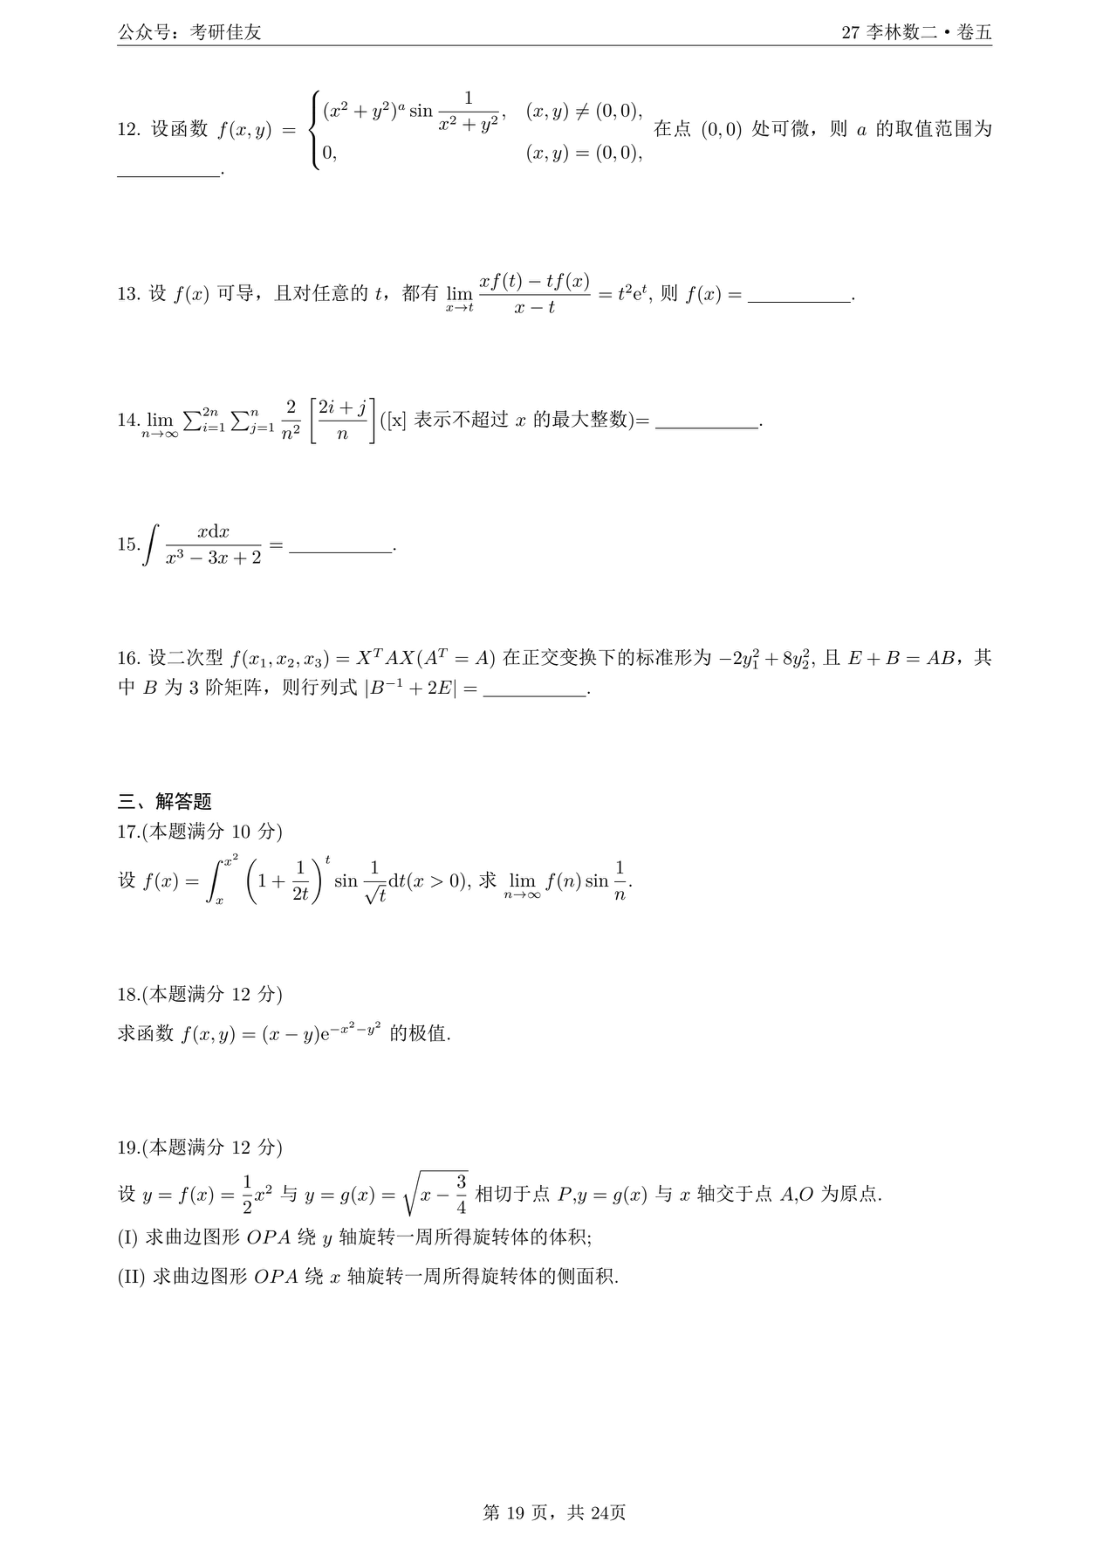 公众号：考研佳友 27 李林数二·卷五
12. 设函数 f(x, y) = { (x² + y²)ᵃ sin 1/(x² + y²), (x, y) ≠ (0, 0), 0, (x, y) = (0, 0), 在点 (0, 0) 处可微，则 a 的取值范围为
________.
13. 设 f(x) 可导，且对任意的 t，都有 lim_{x→t} (xf(t) − tf(x))/(x − t) = t²eᵗ, 则 f(x) = ________.
14. lim_{n→∞} ∑_{i=1}^{2n} ∑_{j=1}^{n} 2/n² [(2i + j)/n] ([x] 表示不超过 x 的最大整数)= ________.
15. ∫ xdx/(x³ − 3x + 2) = ________.
16. 设二次型 f(x₁, x₂, x₃) = XᵀAX(Aᵀ = A) 在正交变换下的标准形为 −2y₁² + 8y₂², 且 E + B = AB，其
中 B 为 3 阶矩阵，则行列式 |B⁻¹ + 2E| = ________.
三、解答题
17.(本题满分 10 分)
设 f(x) = ∫_x^{x²} (1 + 1/(2t))ᵗ sin 1/√t dt(x > 0), 求 lim_{n→∞} f(n) sin 1/n.
18.(本题满分 12 分)
求函数 f(x, y) = (x − y)e^{−x²−y²} 的极值.
19.(本题满分 12 分)
设 y = f(x) = 1/2 x² 与 y = g(x) = √(x − 3/4) 相切于点 P,y = g(x) 与 x 轴交于点 A,O 为原点.
(I) 求曲边图形 OPA 绕 y 轴旋转一周所得旋转体的体积;
(II) 求曲边图形 OPA 绕 x 轴旋转一周所得旋转体的侧面积.
第 19 页，共 24页